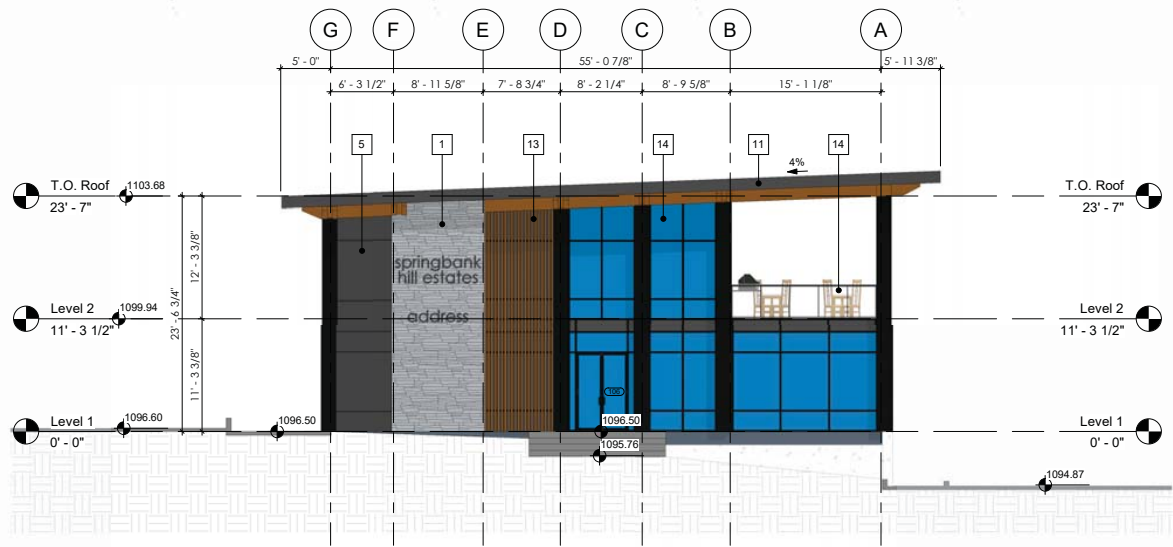 G F E D C B A
5' - 0" 55' - 0 7/8" 5' - 11 3/8"
6' - 3 1/2" 8' - 11 5/8" 7' - 8 3/4" 8' - 2 1/4" 8' - 9 5/8" 15' - 1 1/8"
5 1 13 14 11 14
4%
T.O. Roof 1103.68 T.O. Roof
23' - 7" 23' - 7"
12' - 3 3/8"
springbank
hill estates
23' - 6 3/4"
Level 2 1099.94 Level 2
11' - 3 1/2" 11' - 3 1/2"
address
11' - 3 3/8"
106
Level 1 1096.60 1096.50 1096.50 Level 1
0' - 0" 0' - 0"
1095.76
1094.87